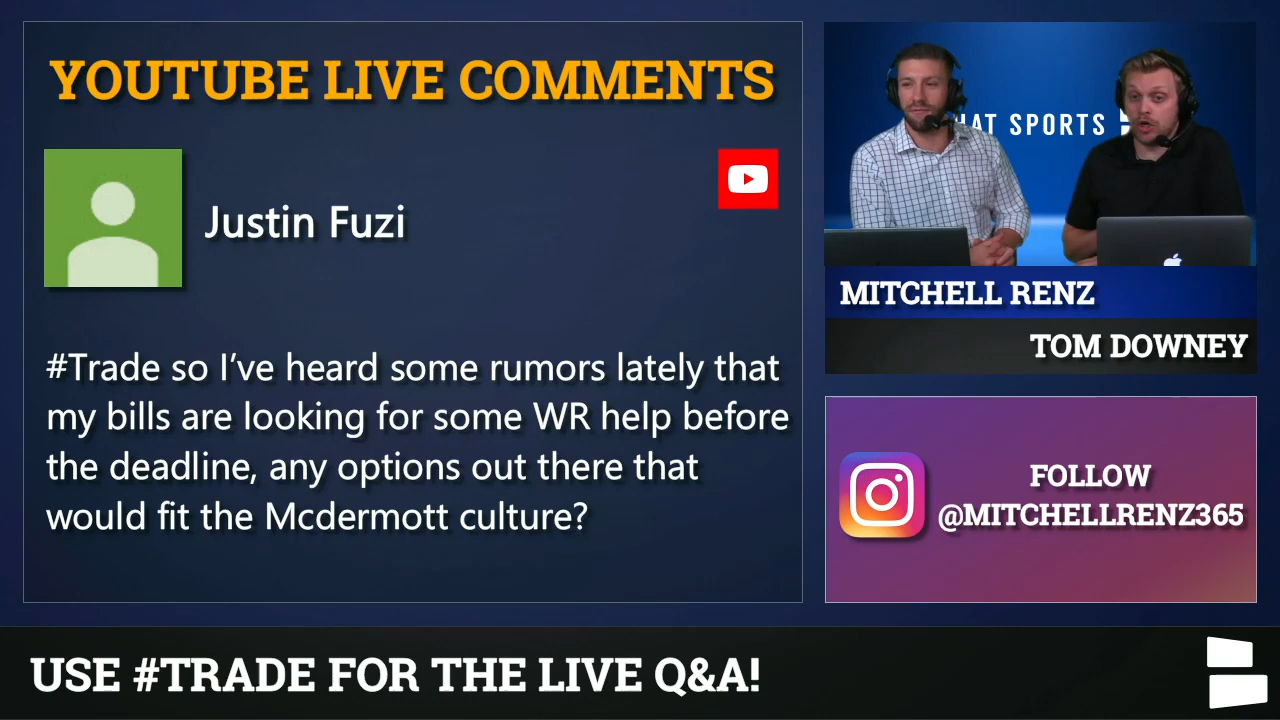 YOUTUBE LIVE COMMENTS
Justin Fuzi
#Trade so I’ve heard some rumors lately that
my bills are looking for some WR help before
the deadline, any options out there that
would fit the Mcdermott culture?
HAT SPORTS
MITCHELL RENZ
TOM DOWNEY
FOLLOW
@MITCHELLRENZ365
USE #TRADE FOR THE LIVE Q&A!